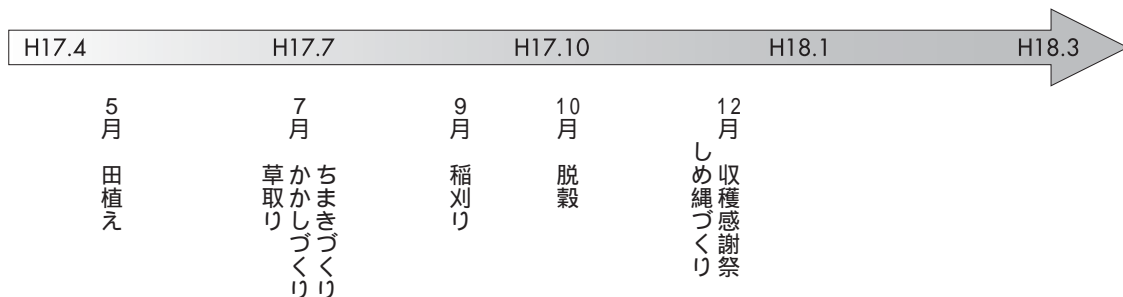 H17.4
H17.7
H17.10
H18.1
H18.3
5月 田植え
7月 ちまきづくり
かかしづくり
草取り
9月 稲刈り
10月 脱穀
12月 収穫感謝祭
しめ縄づくり